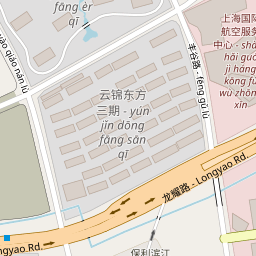 fāng èr
qī
上海国际
航空服务
中心 - shà
hǎi guó
jì háng
kōng fú
wù zhōng
xīn
丰谷路 - fēng gǔ lù
yào qiáo nán lù
云锦东方
三期 - yún
jǐn dōng
fāng sān
qī
龙耀路 - Longyao Rd
Longyao Rd
保利滨江